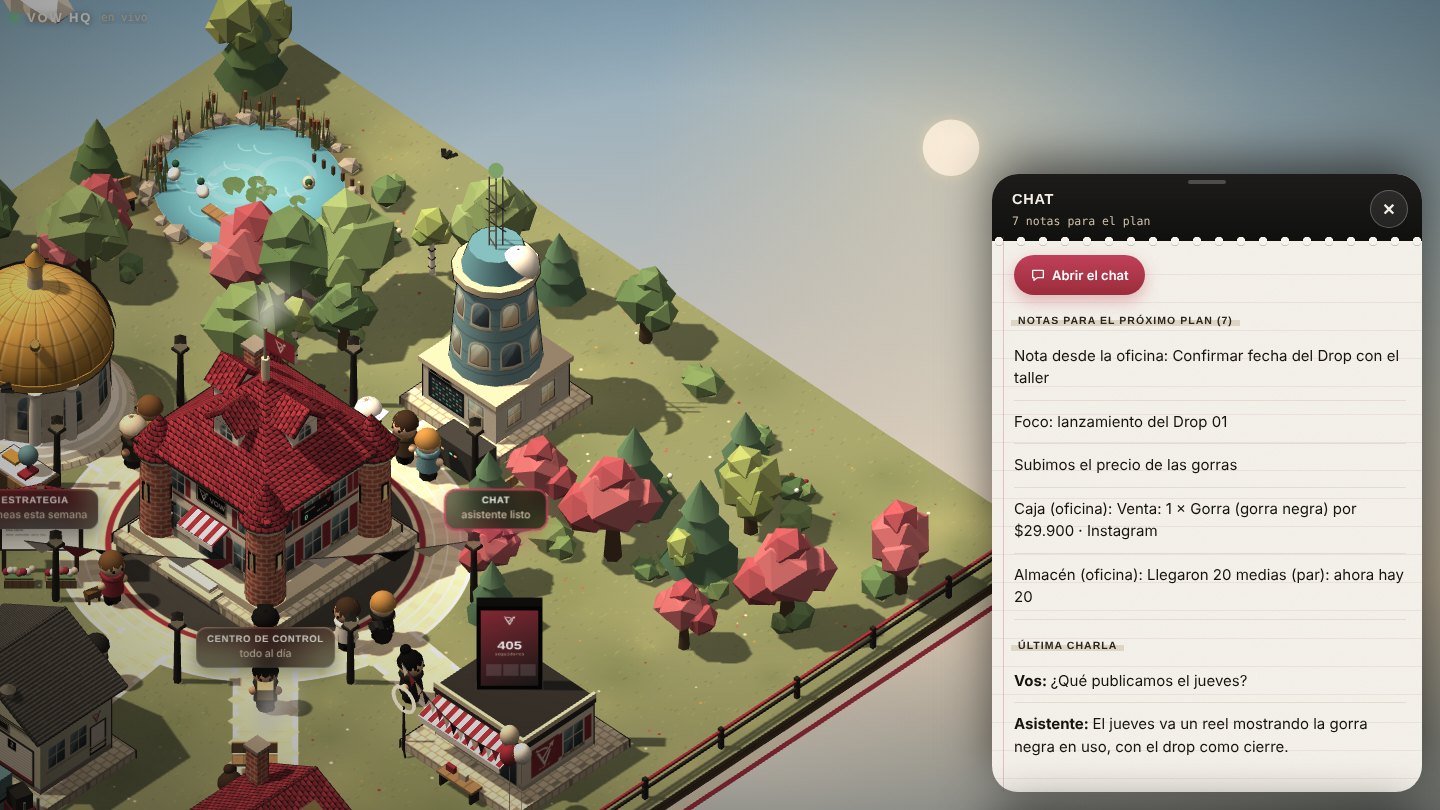 VOW HQ en vivo
CHAT
7 notas para el plan
Abrir el chat
NOTAS PARA EL PRÓXIMO PLAN (7)
Nota desde la oficina: Confirmar fecha del Drop con el
taller
Foco: lanzamiento del Drop 01
Subimos el precio de las gorras
Caja (oficina): Venta: 1 × Gorra (gorra negra) por
$29.900 · Instagram
Almacén (oficina): Llegaron 20 medias (par): ahora hay
20
ÚLTIMA CHARLA
Vos: ¿Qué publicamos el jueves?
Asistente: El jueves va un reel mostrando la gorra
negra en uso, con el drop como cierre.
ESTRATEGIA
esta semana
CHAT
asistente listo
VOW
CENTRO DE CONTROL
todo al día
405
seguidores